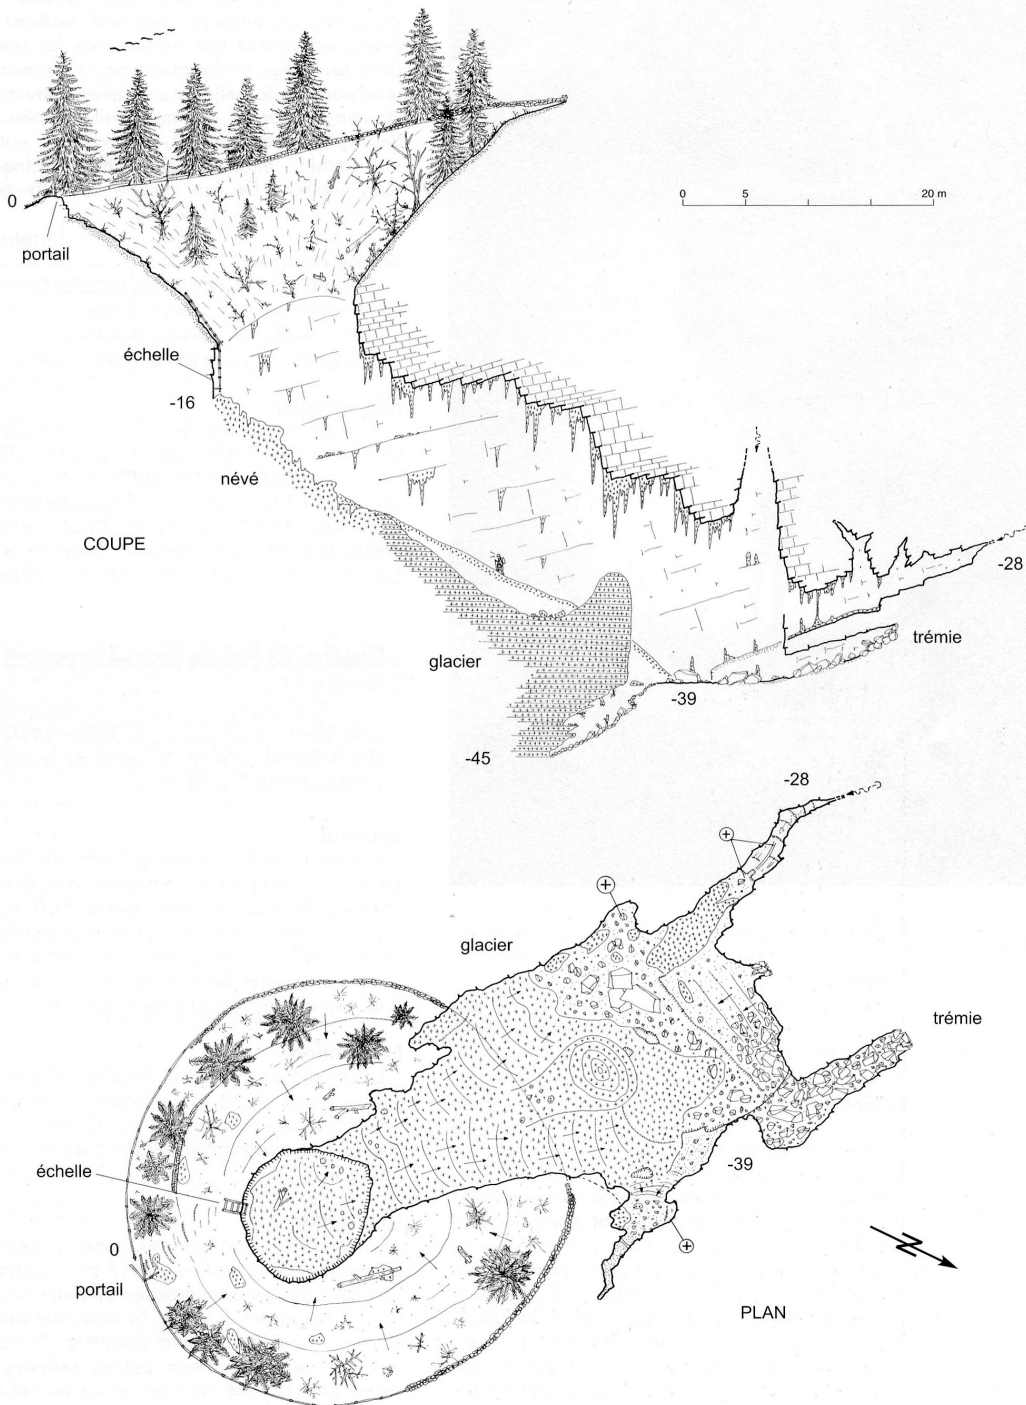 0
portail
0 5 20 m
échelle
-16
névé
COUPE
-28
trémie
glacier
-39
-45
-28
glacier
trémie
échelle
-39
0
N
portail
PLAN